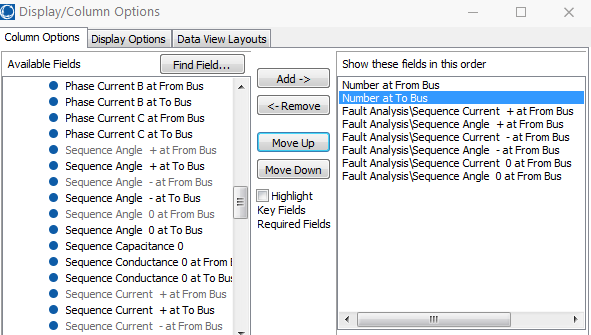 Display/Column Options
Column Options
Display Options
Data View Layouts
Available Fields
Find Field...
Phase Current B at From Bus
Phase Current B at To Bus
Phase Current C at From Bus
Phase Current C at To Bus
Sequence Angle + at From Bus
Sequence Angle + at To Bus
Sequence Angle - at From Bus
Sequence Angle - at To Bus
Sequence Angle 0 at From Bus
Sequence Angle 0 at To Bus
Sequence Capacitance 0
Sequence Conductance 0 at From
Sequence Conductance 0 at To Bus
Sequence Current + at From Bus
Sequence Current + at To Bus
Sequence Current - at From Bus
Add ->
<- Remove
Move Up
Move Down
Highlight
Key Fields
Required Fields
Show these fields in this order
Number at From Bus
Number at To Bus
Fault Analysis\Sequence Current + at From Bus
Fault Analysis\Sequence Angle + at From Bus
Fault Analysis\Sequence Current - at From Bus
Fault Analysis\Sequence Angle - at From Bus
Fault Analysis\Sequence Current 0 at From Bus
Fault Analysis\Sequence Angle 0 at From Bus